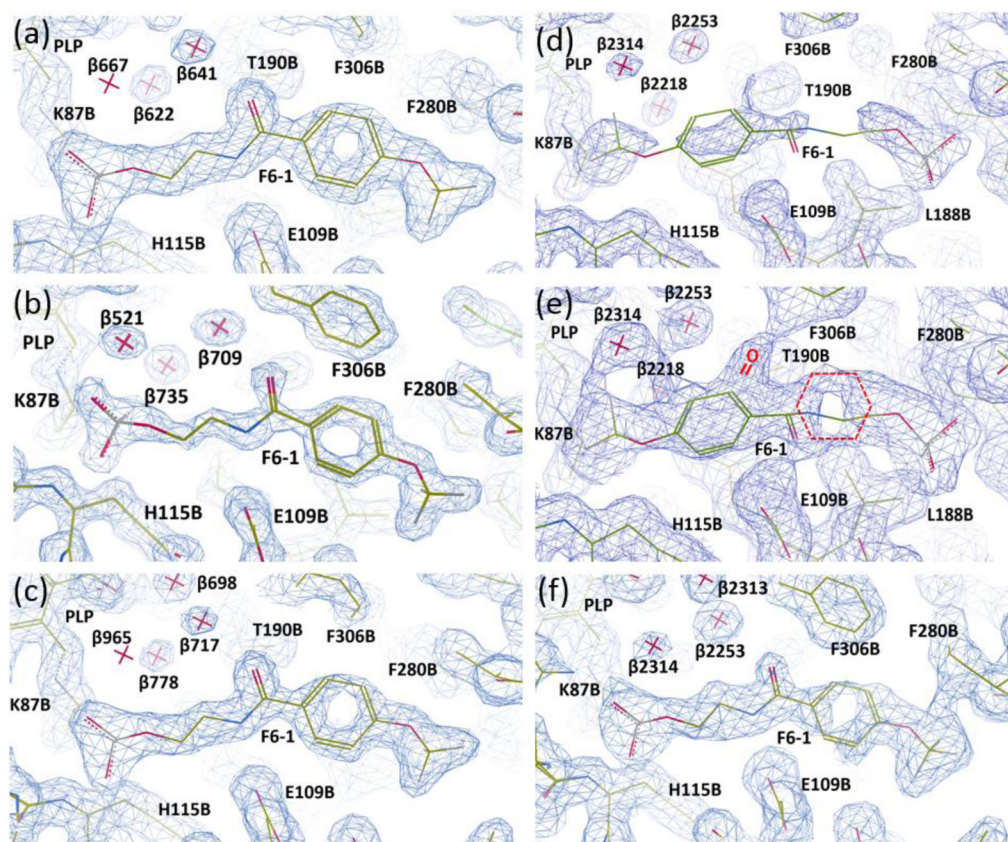 (a)
PLP
β667
β641
β622
K87B
T190B
F306B
F280B
F6-1
H115B
E109B
(b)
PLP
β521
β709
β735
K87B
F306B
F280B
F6-1
H115B
E109B
(c)
β698
PLP
β965
β717
β778
T190B
F306B
K87B
F280B
F6-1
H115B
E109B
(d)
β2253
β2314
PLP
β2218
F306B
F280B
T190B
K87B
F6-1
E109B
H115B
L188B
(e)
β2253
β2314
PLP
β2218
O
F306B
T190B
F280B
K87B
F6-1
E109B
H115B
L188B
(f)
β2313
PLP
β2253
β2314
F306B
F280B
K87B
F6-1
H115B
E109B